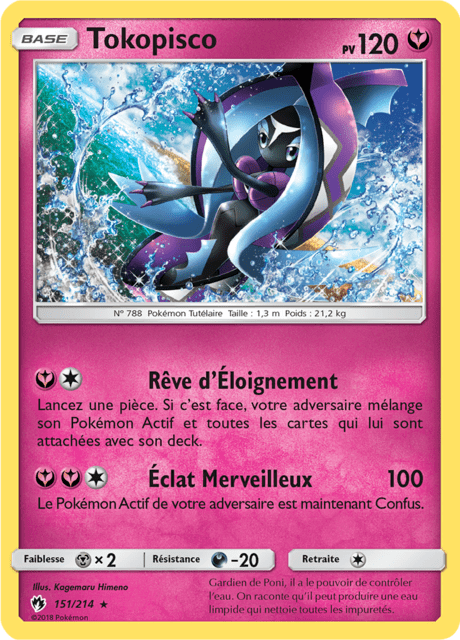 BASE Tokopisco PV 120
N° 788 Pokémon Tutélaire Taille : 1,3 m Poids : 21,2 kg
Rêve d'Éloignement
Lancez une pièce. Si c'est face, votre adversaire mélange
son Pokémon Actif et toutes les cartes qui lui sont
attachées avec son deck.
Éclat Merveilleux 100
Le Pokémon Actif de votre adversaire est maintenant Confus.
Faiblesse ×2 Résistance -20 Retraite
Illus. Kagemaru Himeno
151/214
©2018 Pokémon
Gardien de Poni, il a le pouvoir de contrôler
l'eau. On raconte qu'il peut produire une eau
limpide qui nettoie toutes les impuretés.